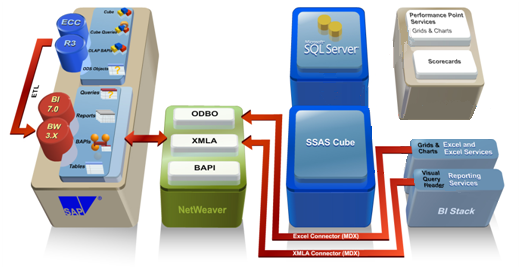 ECC
R3
Cube
Cube Queries
OLAP BAPIs
ODS Objects
ETL
BI
7.0
BW
3.X
Queries
Reports
BAPIs
Tables
SAP
ODBO
XMLA
BAPI
NetWeaver
Microsoft
SQL Server
SSAS Cube
Performance Point
Services
Grids & Charts
Scorecards
Grids &
Charts
Excel and
Excel Services
Visual
Query
Reader
Reporting
Services
BI Stack
Excel Connector (MDX)
XMLA Connector (MDX)